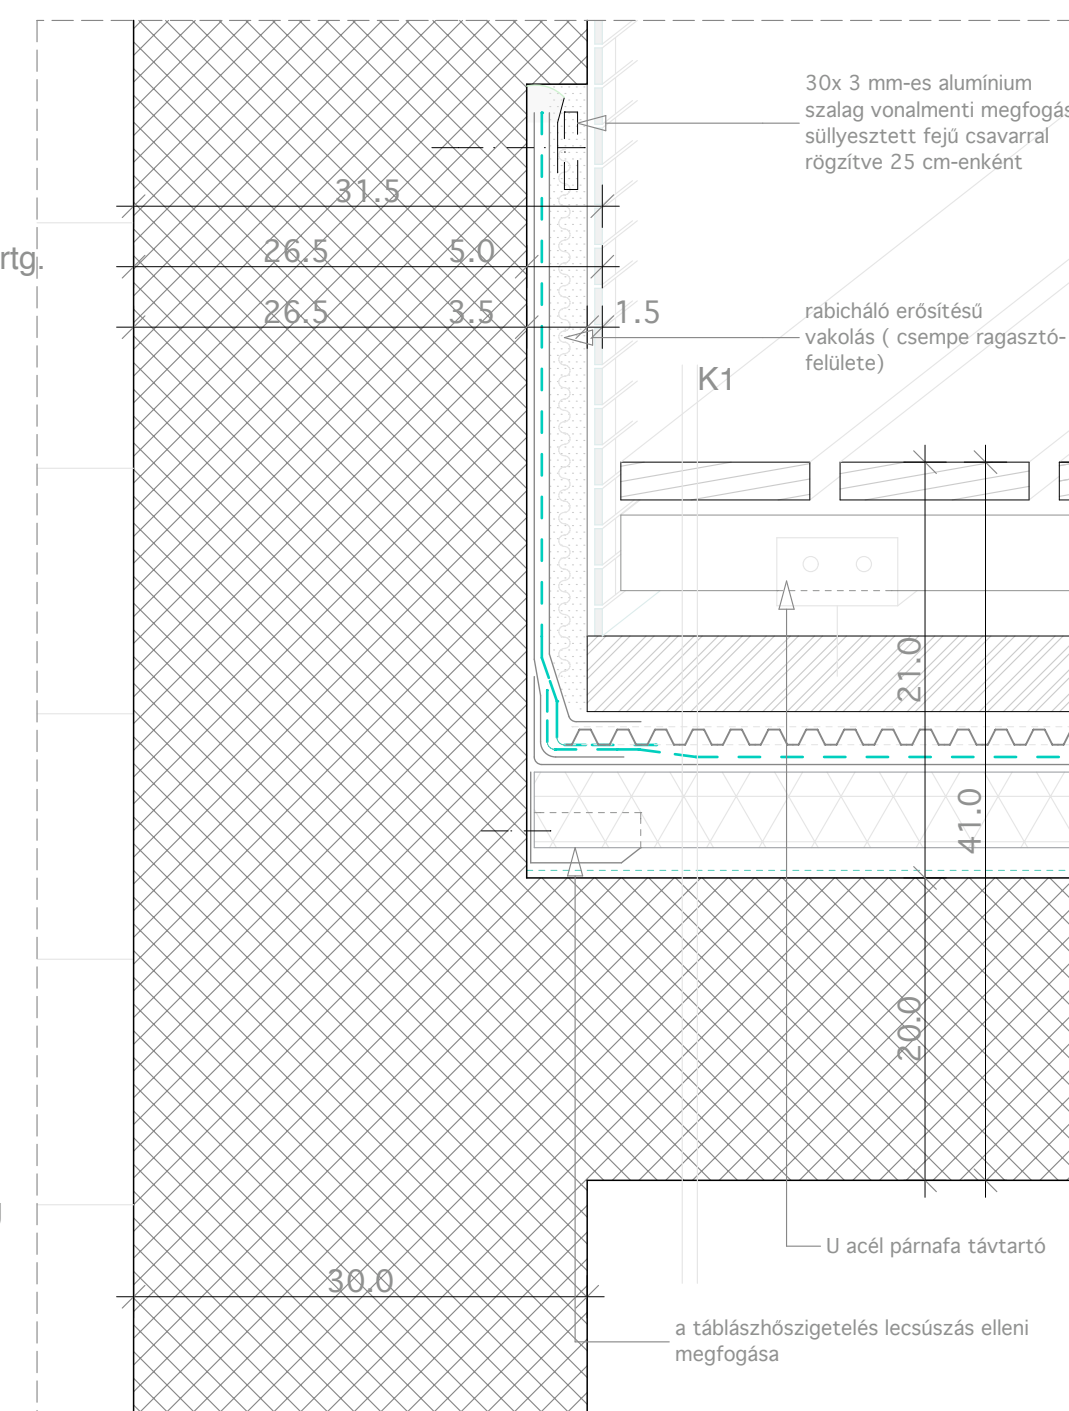 30x 3 mm-es alumínium
szalag vonalmenti megfogás
süllyesztett fejű csavarral
rögzítve 25 cm-enként
31.5
rtg.
26.5 5.0
26.5 3.5 1.5
rabicháló erősítésű
vakolás ( csempe ragasztó-
felülete)
K1
21.0
41.0
20.0
U acél párnafa távtartó
30.0
a táblászhőszigetelés lecsúszás elleni
megfogása